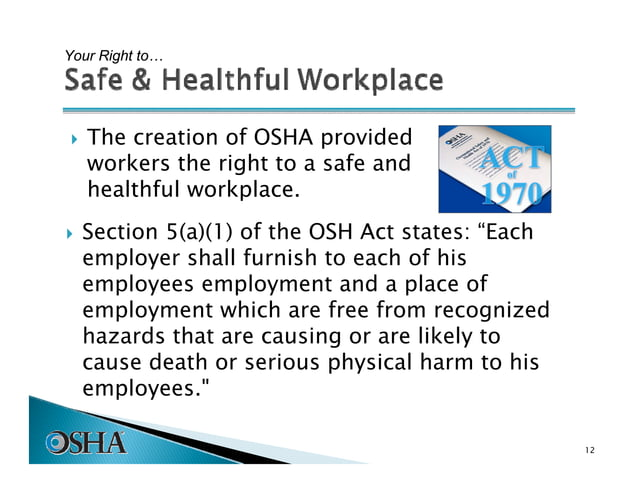 Your Right to…
Safe & Healthful Workplace
The creation of OSHA provided
workers the right to a safe and
healthful workplace.
OSHA
ACT
of
1970
Section 5(a)(1) of the OSH Act states: “Each
employer shall furnish to each of his
employees employment and a place of
employment which are free from recognized
hazards that are causing or are likely to
cause death or serious physical harm to his
employees."
OSHA
12